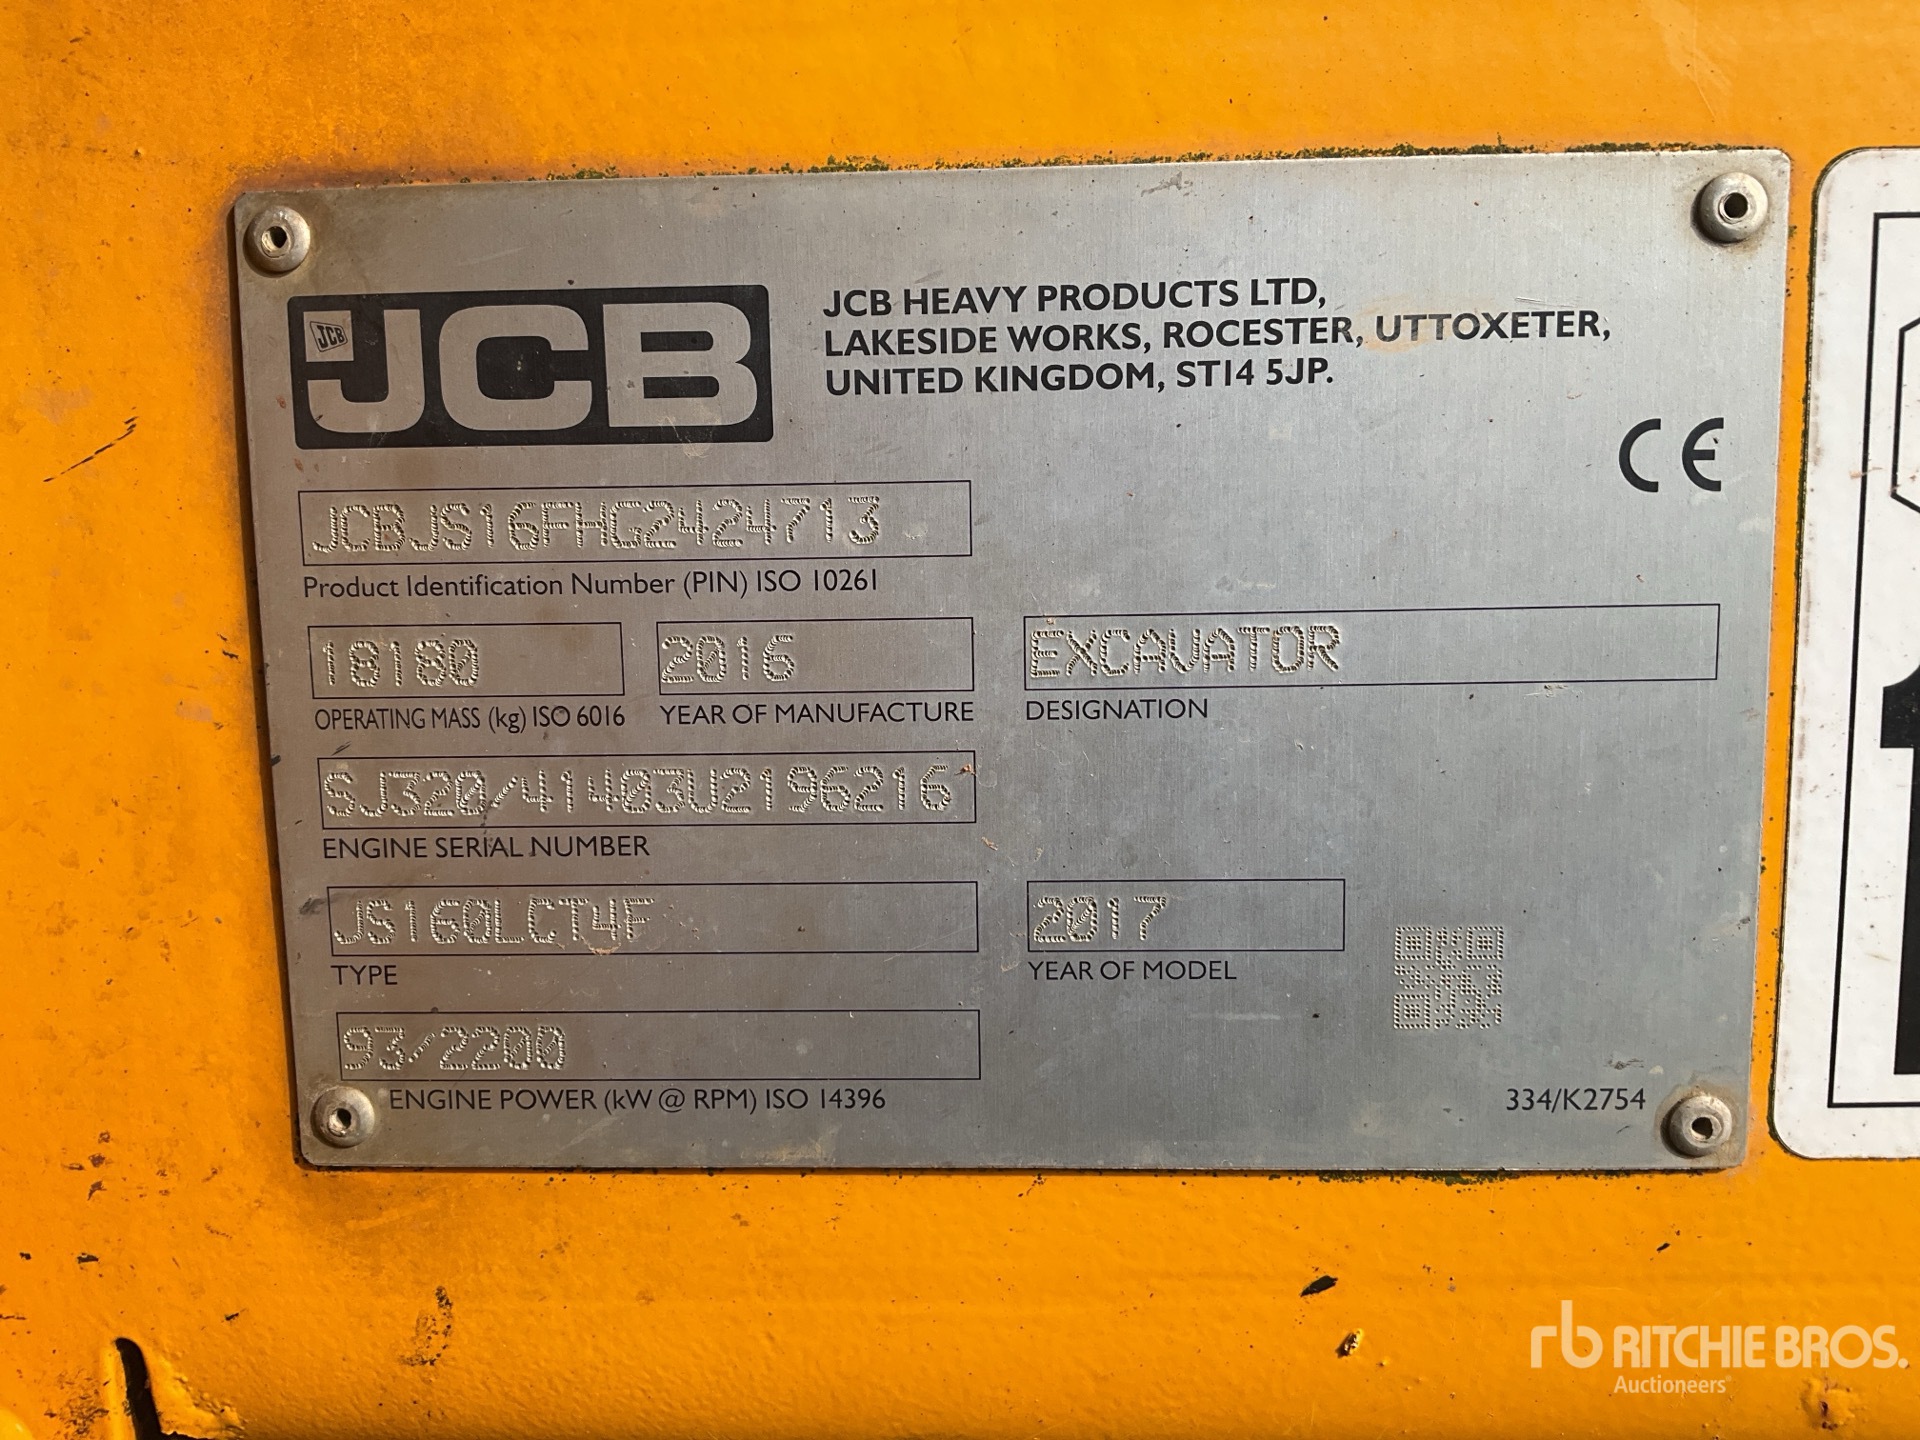 JCB
JCB
JCB HEAVY PRODUCTS LTD,
LAKESIDE WORKS, ROCESTER, UTTOXETER,
UNITED KINGDOM, ST14 5JP.
CE
JCBJS16FHG2424713
Product Identification Number (PIN) ISO 10261
18180
OPERATING MASS (kg) ISO 6016
2016
YEAR OF MANUFACTURE
EXCAVATOR
DESIGNATION
SJ320/41403U2196216
ENGINE SERIAL NUMBER
JS160LCT4F
TYPE
2017
YEAR OF MODEL
93/2200
ENGINE POWER (kW @ RPM) ISO 14396
334/K2754
rb RITCHIE BROS.
Auctioneers